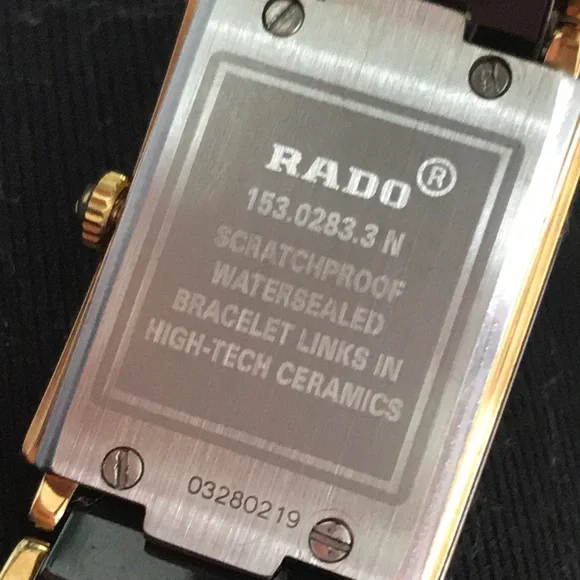 RADO®
153.0283.3 N
SCRATCHPROOF
WATERSEALED
BRACELET LINKS IN
HIGH-TECH CERAMICS
03280219